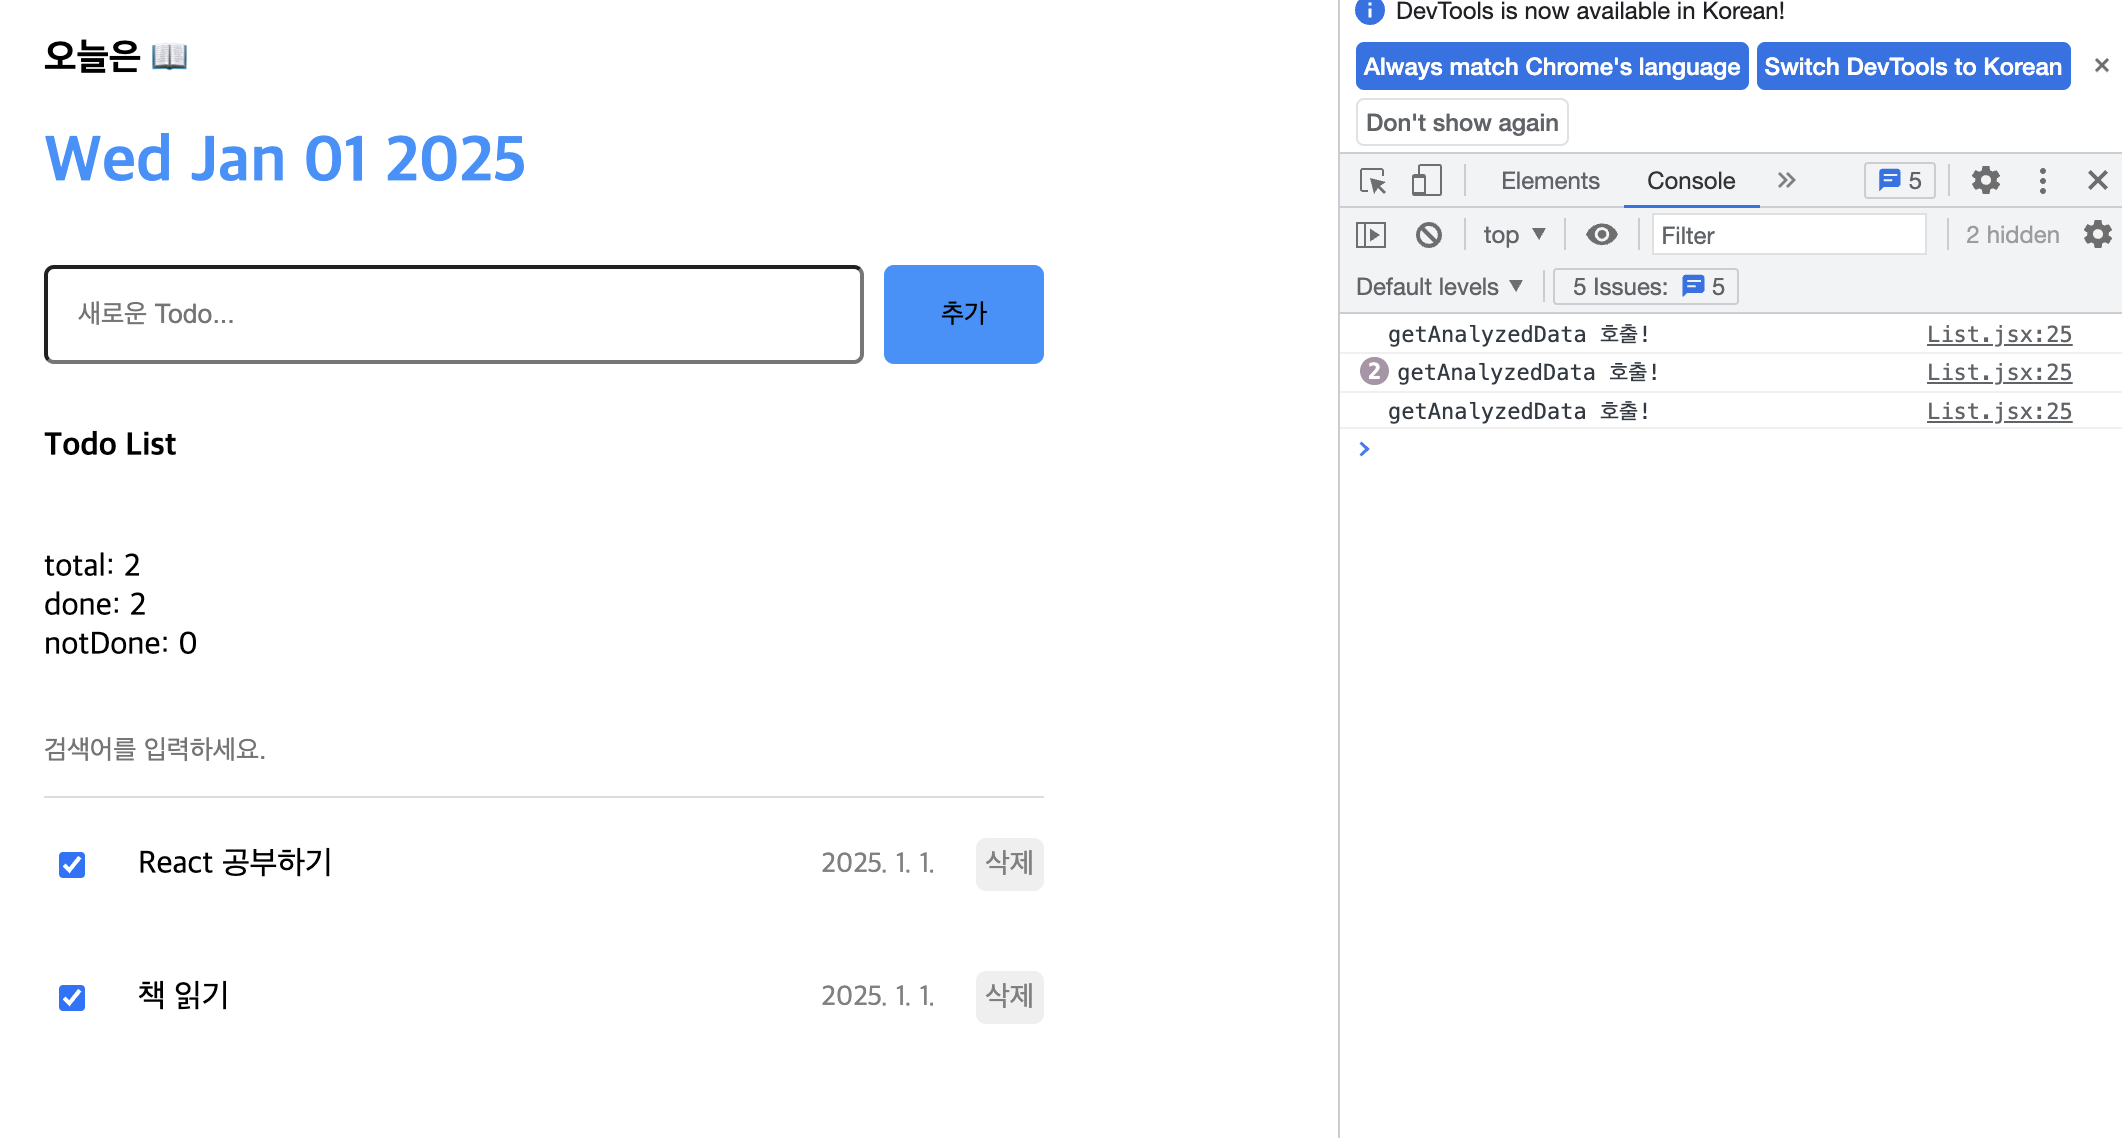 오늘은 📖
Wed Jan 01 2025
새로운 Todo...
추가
Todo List
total: 2
done: 2
notDone: 0
검색어를 입력하세요.
React 공부하기 2025. 1. 1. 삭제
책 읽기 2025. 1. 1. 삭제
DevTools is now available in Korean!
Always match Chrome's language Switch DevTools to Korean
Don't show again
Elements Console 5
top Filter 2 hidden
Default levels 5 Issues: 5
getAnalyzedData 호출! List.jsx:25
2 getAnalyzedData 호출! List.jsx:25
getAnalyzedData 호출! List.jsx:25